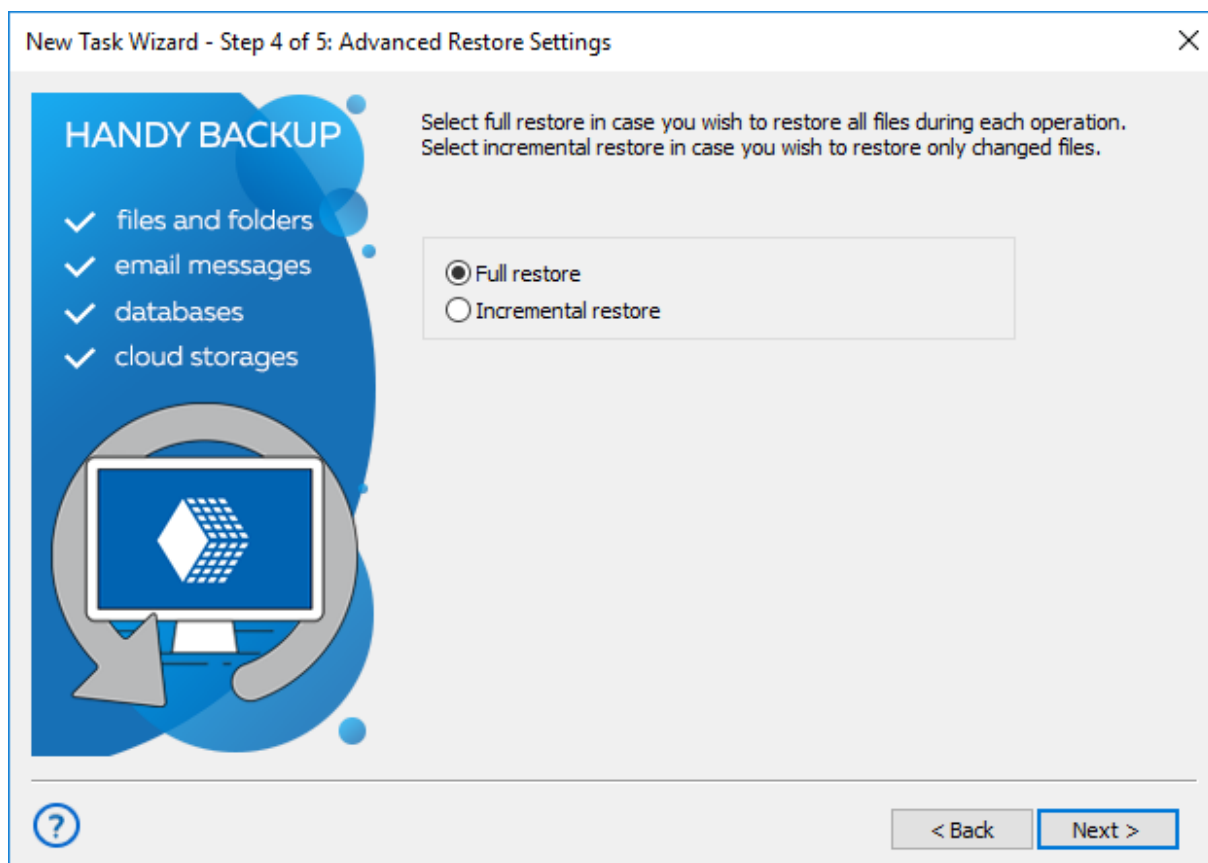 New Task Wizard - Step 4 of 5: Advanced Restore Settings
HANDY BACKUP
files and folders
email messages
databases
cloud storages
Select full restore in case you wish to restore all files during each operation.
Select incremental restore in case you wish to restore only changed files.
Full restore
Incremental restore
?
< Back
Next >